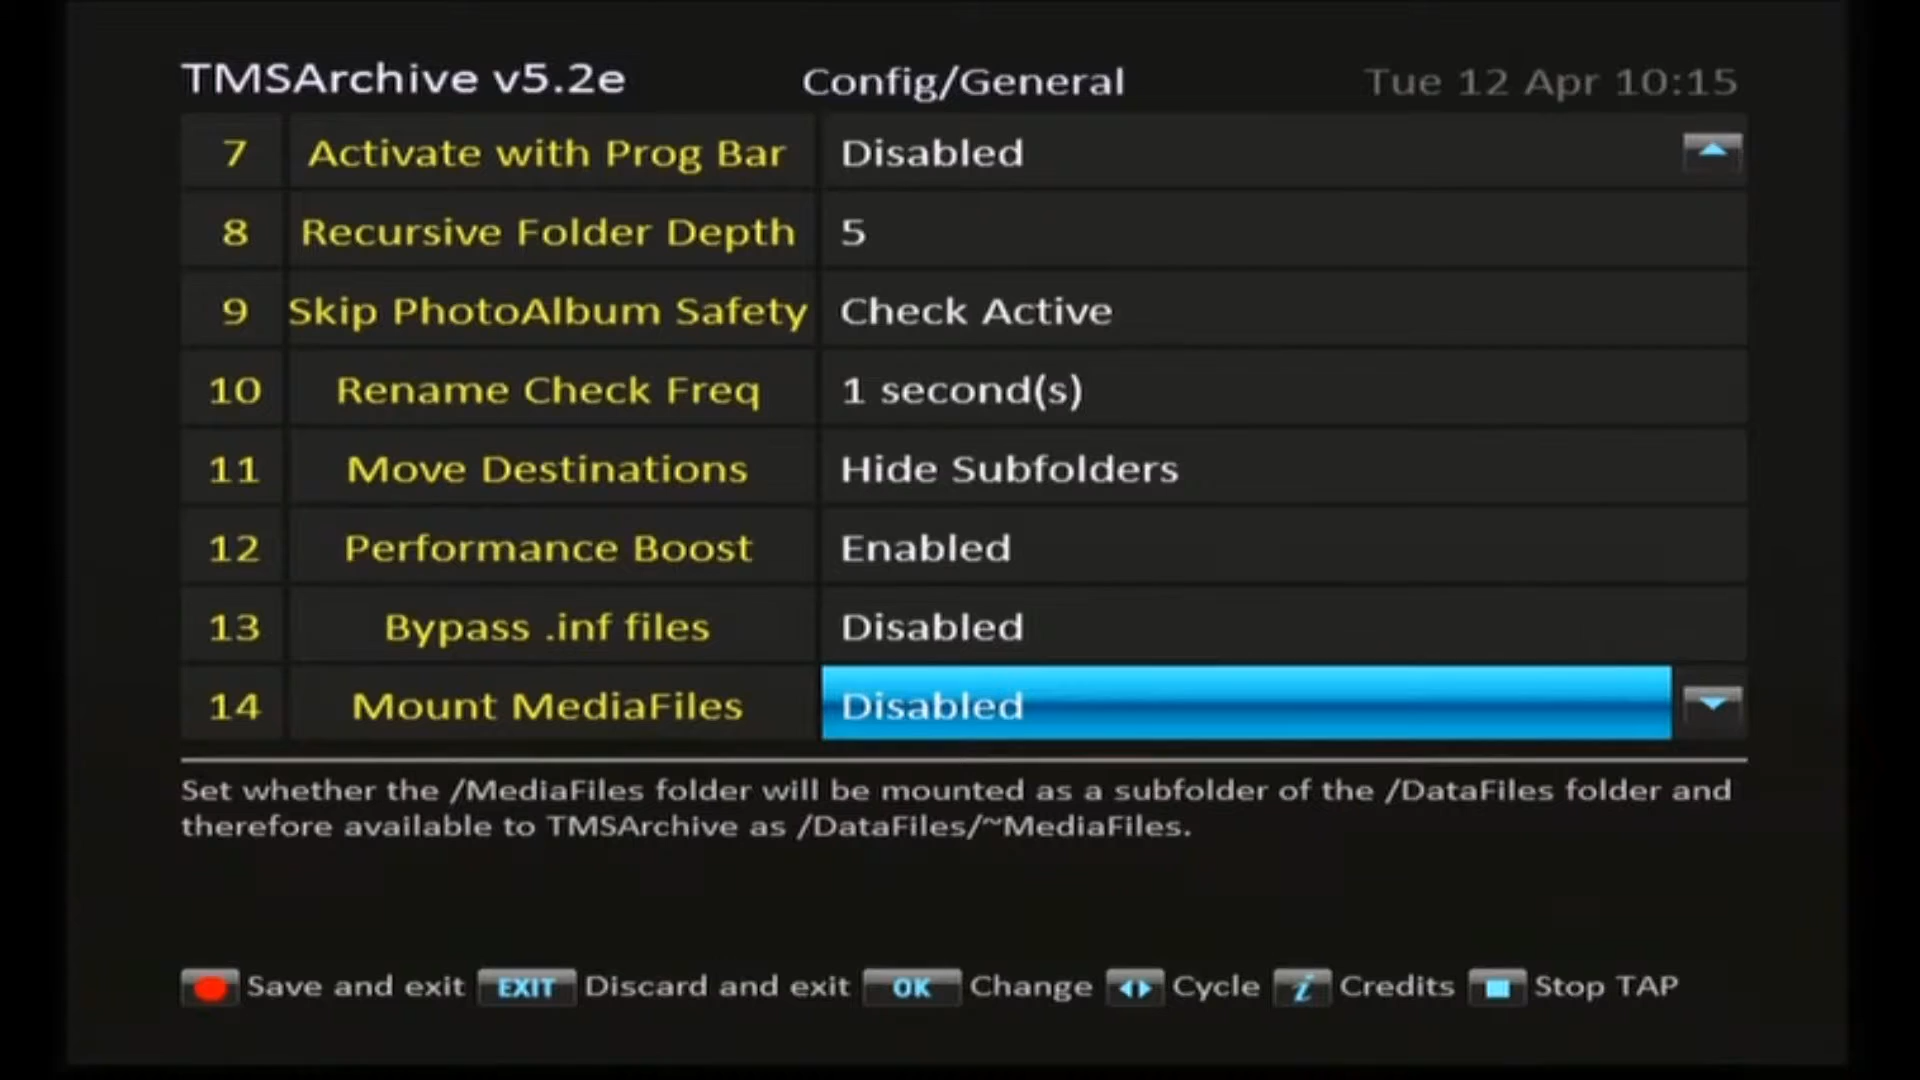 TMSArchive v5.2e Config/General Tue 12 Apr 10:15
7 Activate with Prog Bar Disabled
8 Recursive Folder Depth 5
9 Skip PhotoAlbum Safety Check Active
10 Rename Check Freq 1 second(s)
11 Move Destinations Hide Subfolders
12 Performance Boost Enabled
13 Bypass .inf files Disabled
14 Mount MediaFiles Disabled
Set whether the /MediaFiles folder will be mounted as a subfolder of the /DataFiles folder and
therefore available to TMSArchive as /DataFiles/~MediaFiles.
Save and exit EXIT Discard and exit OK Change Cycle i Credits Stop TAP